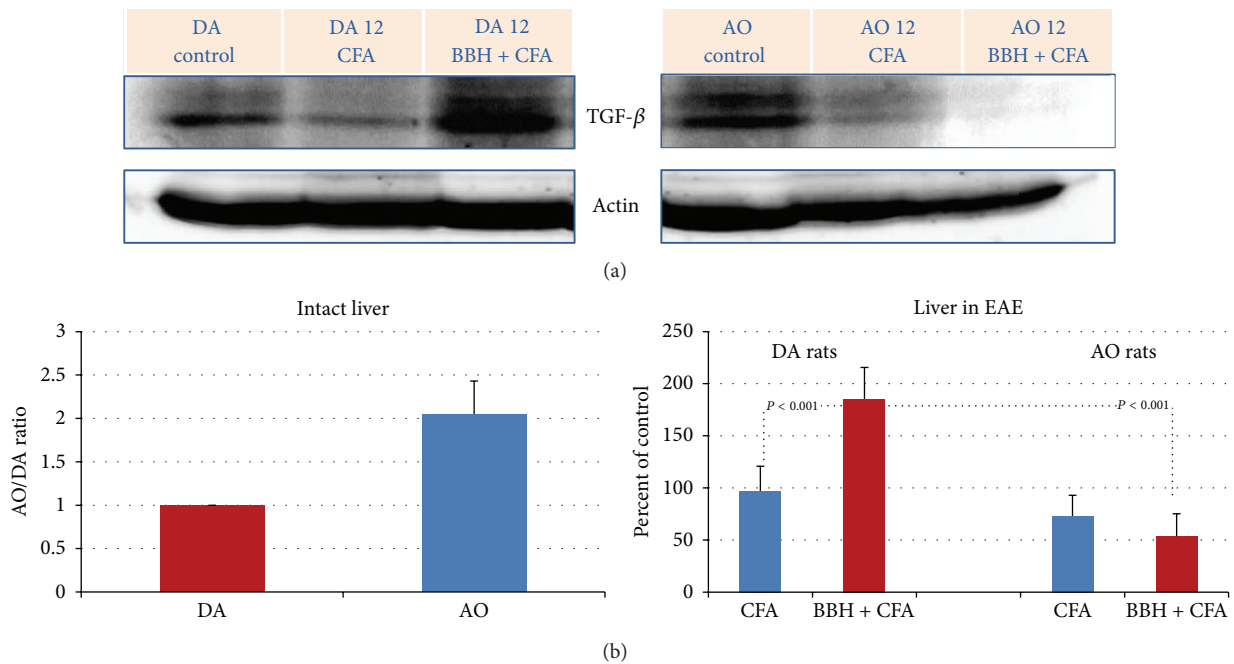 DA control
DA 12 CFA
DA 12 BBH + CFA
AO control
AO 12 CFA
AO 12 BBH + CFA
TGF-β
Actin
(a)
Intact liver
3
2.5
2
1.5
1
0.5
0
AO/DA ratio
DA
AO
Liver in EAE
250
200
150
100
50
0
Percent of control
DA rats
AO rats
P < 0.001
P < 0.001
CFA
BBH + CFA
CFA
BBH + CFA
(b)